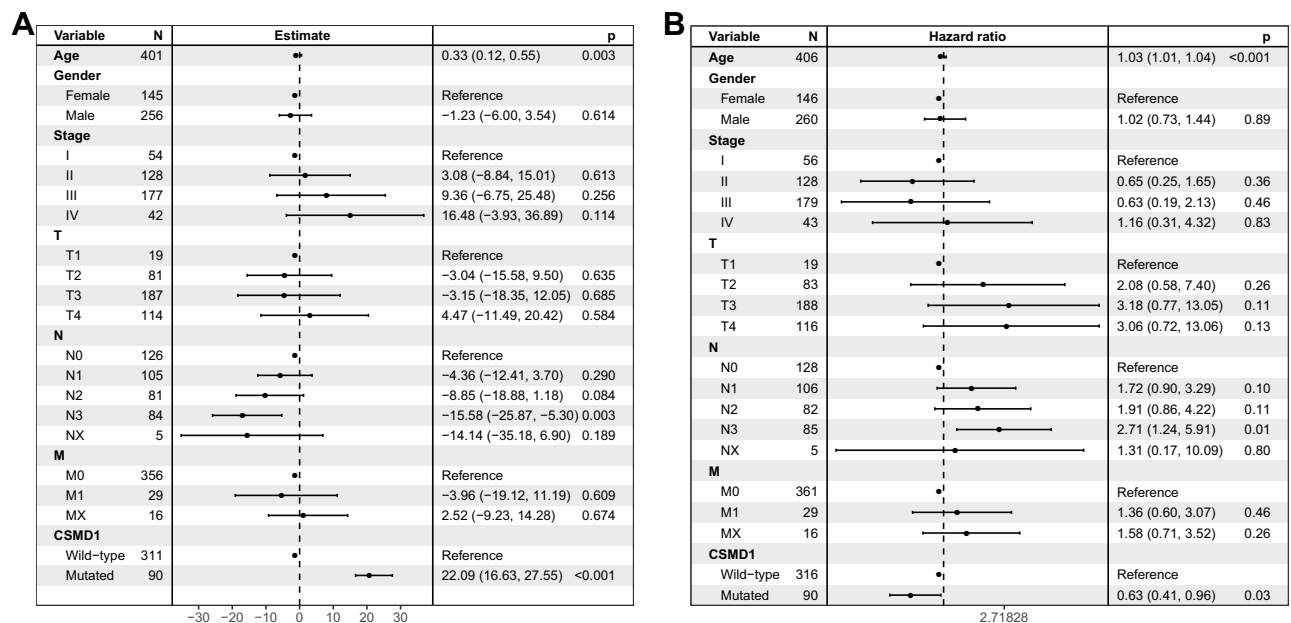 A
Variable N Estimate p
Age 401 0.33 (0.12, 0.55) 0.003
Gender
Female 145 Reference
Male 256 −1.23 (−6.00, 3.54) 0.614
Stage
I 54 Reference
II 128 3.08 (−8.84, 15.01) 0.613
III 177 9.36 (−6.75, 25.48) 0.256
IV 42 16.48 (−3.93, 36.89) 0.114
T
T1 19 Reference
T2 81 −3.04 (−15.58, 9.50) 0.635
T3 187 −3.15 (−18.35, 12.05) 0.685
T4 114 4.47 (−11.49, 20.42) 0.584
N
N0 126 Reference
N1 105 −4.36 (−12.41, 3.70) 0.290
N2 81 −8.85 (−18.88, 1.18) 0.084
N3 84 −15.58 (−25.87, −5.30) 0.003
NX 5 −14.14 (−35.18, 6.90) 0.189
M
M0 356 Reference
M1 29 −3.96 (−19.12, 11.19) 0.609
MX 16 2.52 (−9.23, 14.28) 0.674
CSMD1
Wild−type 311 Reference
Mutated 90 22.09 (16.63, 27.55) <0.001
−30 −20 −10 0 10 20 30
B
Variable N Hazard ratio p
Age 406 1.03 (1.01, 1.04) <0.001
Gender
Female 146 Reference
Male 260 1.02 (0.73, 1.44) 0.89
Stage
I 56 Reference
II 128 0.65 (0.25, 1.65) 0.36
III 179 0.63 (0.19, 2.13) 0.46
IV 43 1.16 (0.31, 4.32) 0.83
T
T1 19 Reference
T2 83 2.08 (0.58, 7.40) 0.26
T3 188 3.18 (0.77, 13.05) 0.11
T4 116 3.06 (0.72, 13.06) 0.13
N
N0 128 Reference
N1 106 1.72 (0.90, 3.29) 0.10
N2 82 1.91 (0.86, 4.22) 0.11
N3 85 2.71 (1.24, 5.91) 0.01
NX 5 1.31 (0.17, 10.09) 0.80
M
M0 361 Reference
M1 29 1.36 (0.60, 3.07) 0.46
MX 16 1.58 (0.71, 3.52) 0.26
CSMD1
Wild−type 316 Reference
Mutated 90 0.63 (0.41, 0.96) 0.03
2.71828